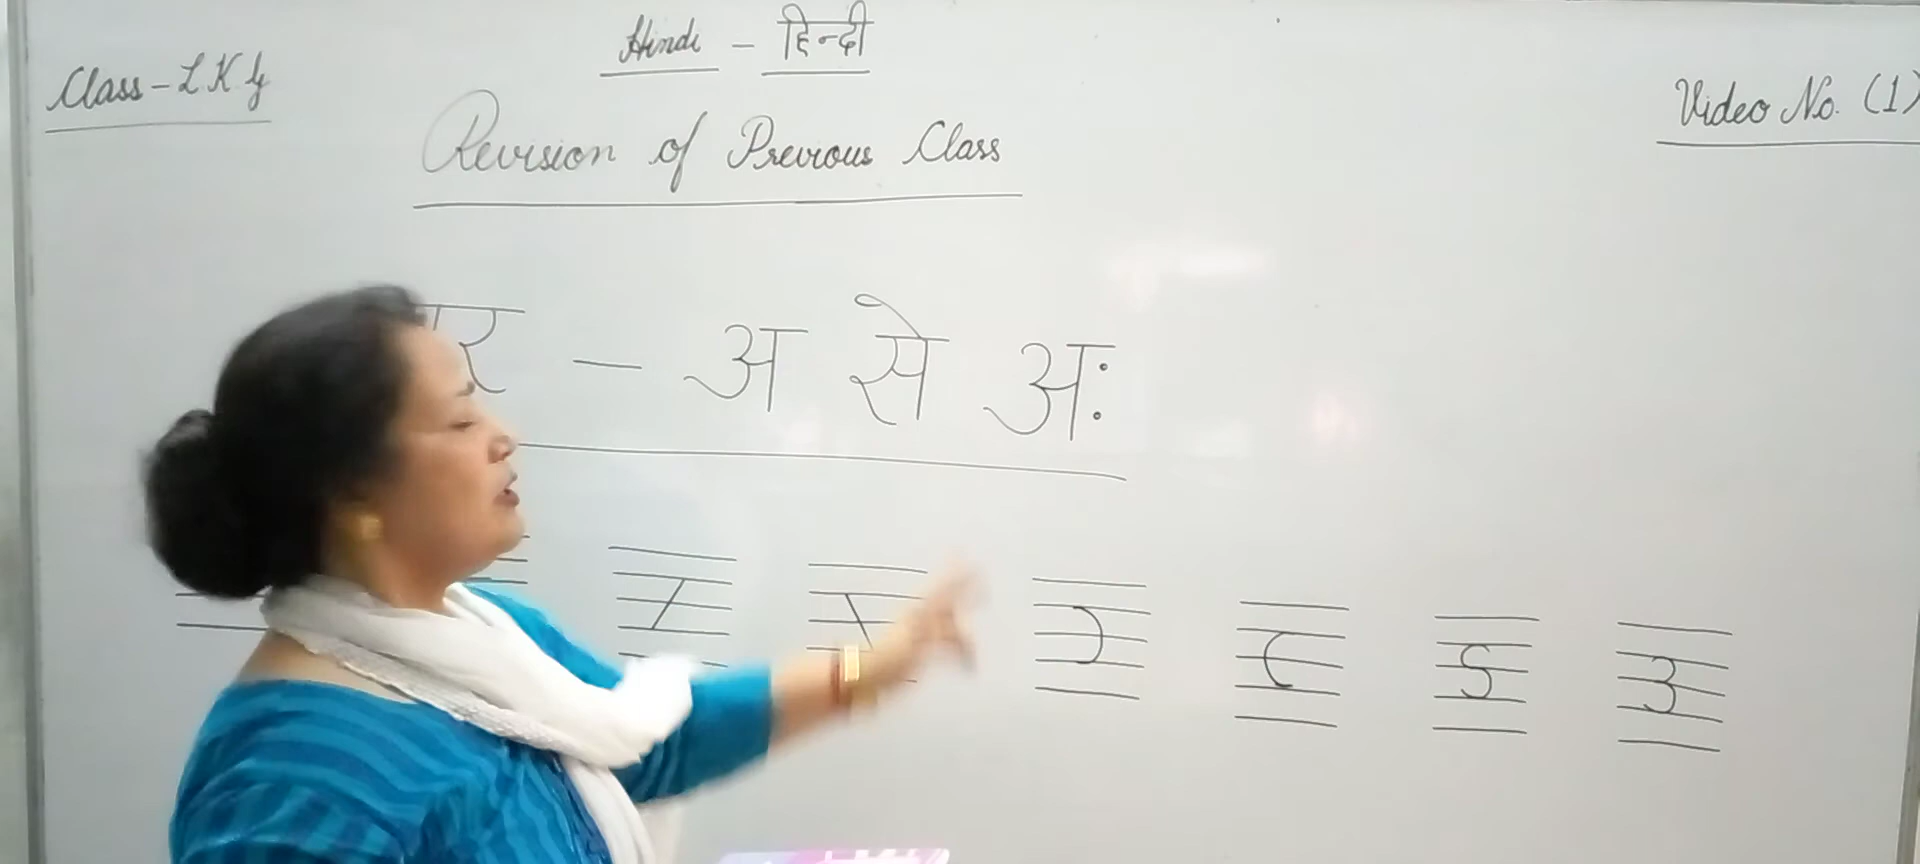 Hindi - हिन्दी
Class - LKG
Video No. (1)
Revision of Previous Class
र - अ से अः